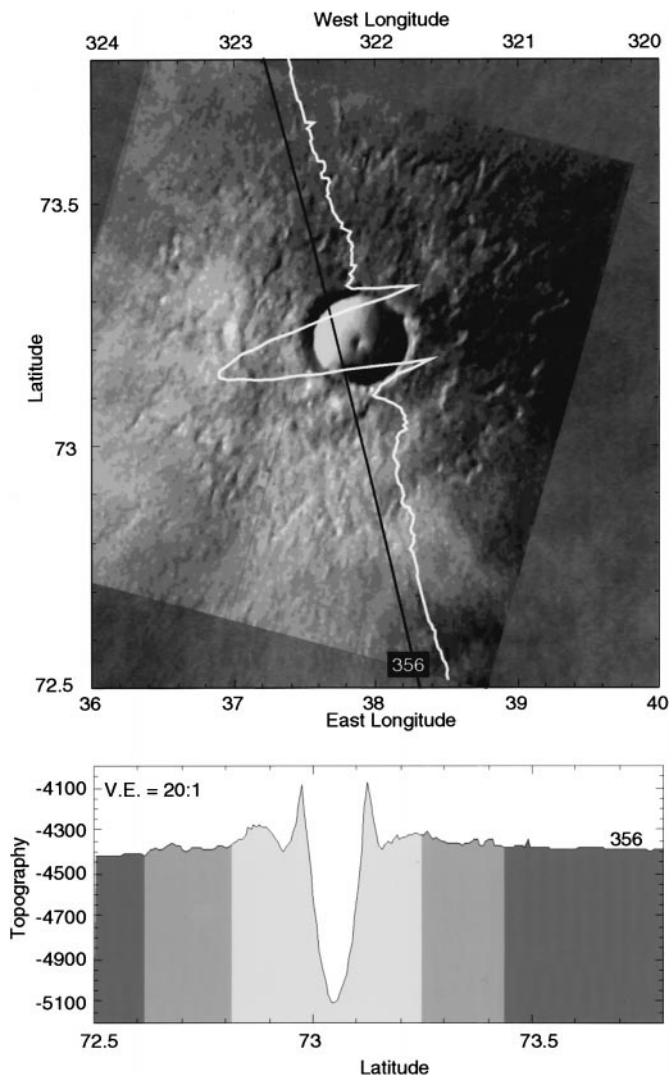 West Longitude
324 323 322 321 320
73.5
73
72.5
Latitude
356
36 37 38 39 40
East Longitude
V.E. = 20:1
356
-4100
-4300
-4500
-4700
-4900
-5100
Topography
72.5 73 73.5
Latitude